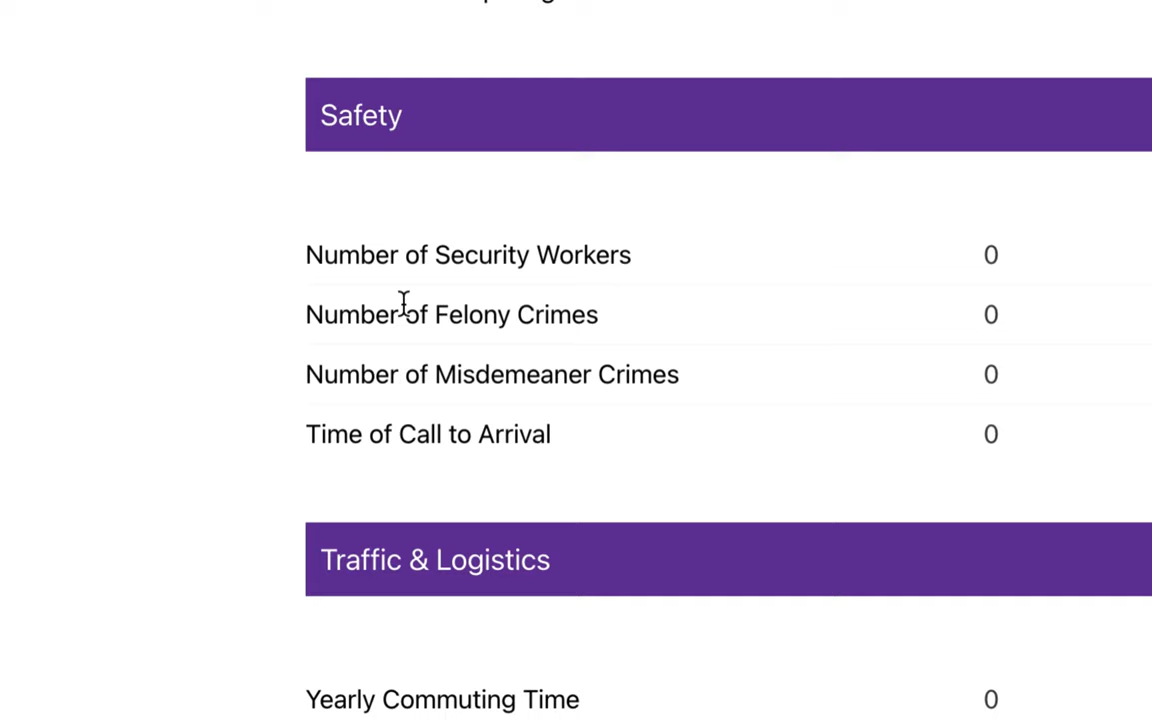 Safety
Number of Security Workers 0
Number of Felony Crimes 0
Number of Misdemeaner Crimes 0
Time of Call to Arrival 0
Traffic & Logistics
Yearly Commuting Time 0